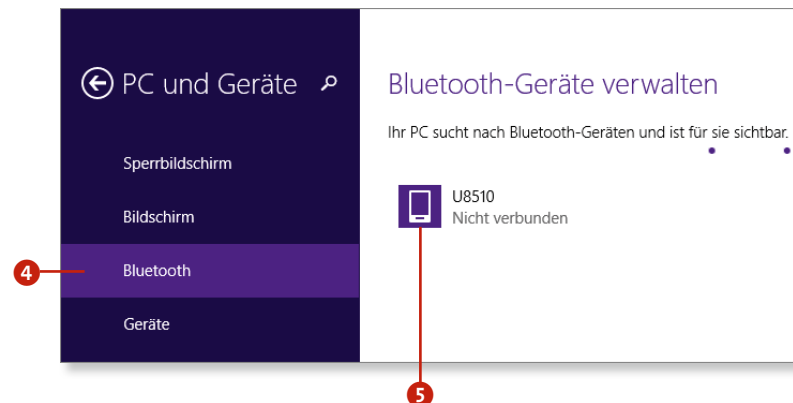 PC und Geräte
Sperrbildschirm
Bildschirm
Bluetooth
Geräte
Bluetooth-Geräte verwalten
Ihr PC sucht nach Bluetooth-Geräten und ist für sie sichtbar.
U8510
Nicht verbunden
4
5